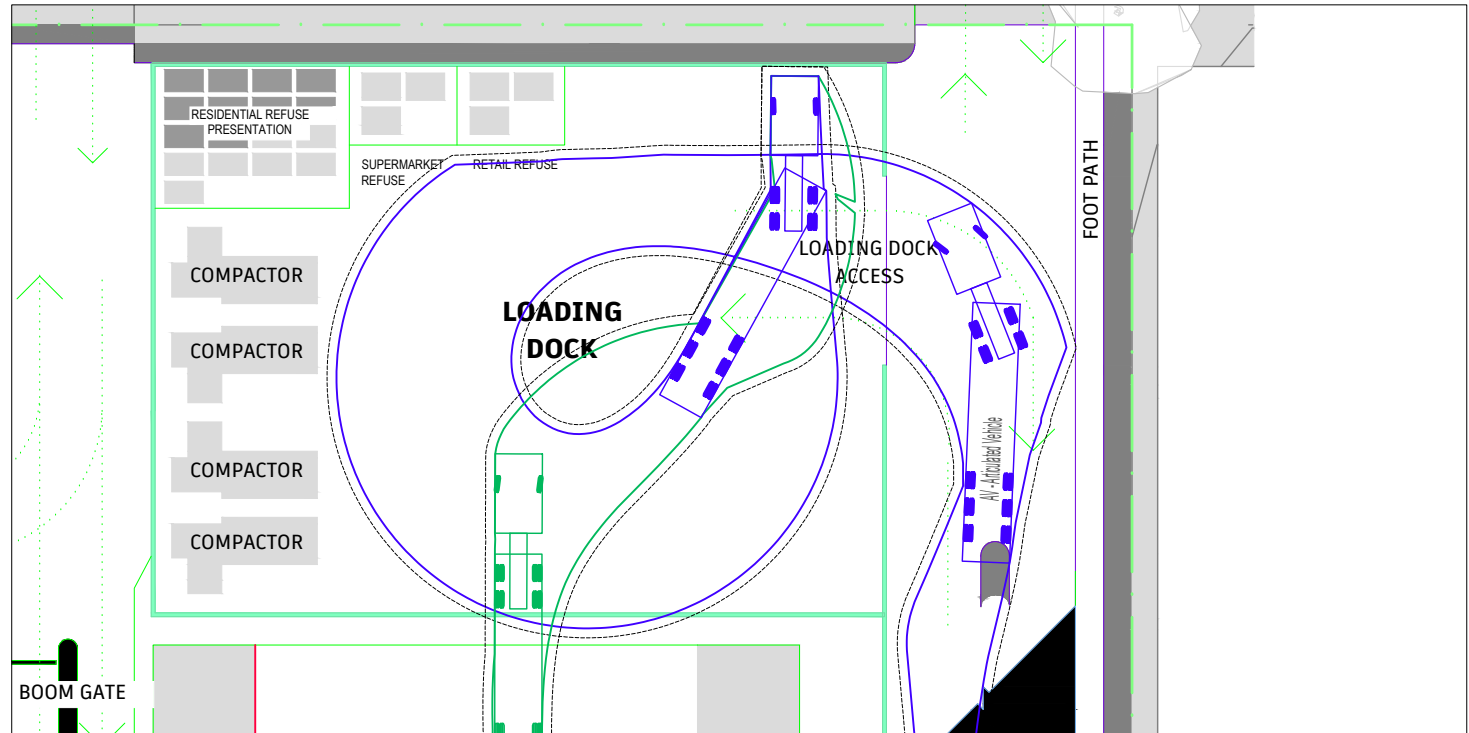 RESIDENTIAL REFUSE
PRESENTATION
SUPERMARKET
REFUSE
RETAIL REFUSE
FOOT PATH
COMPACTOR
LOADING DOCK
ACCESS
LOADING
DOCK
COMPACTOR
COMPACTOR
AV - Articulated Vehicle
COMPACTOR
BOOM GATE